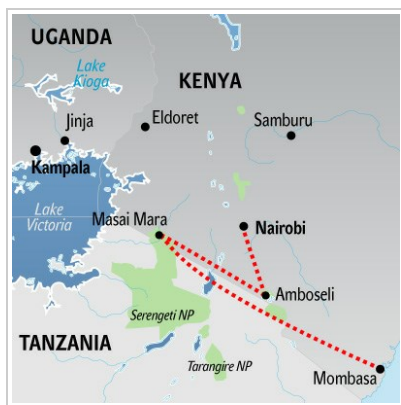 UGANDA
Lake
Kioga
KENYA
Jinja
Eldoret
Samburu
Kampala
Lake
Victoria
Masai Mara
Nairobi
Amboseli
Serengeti NP
TANZANIA
Tarangire NP
Mombasa